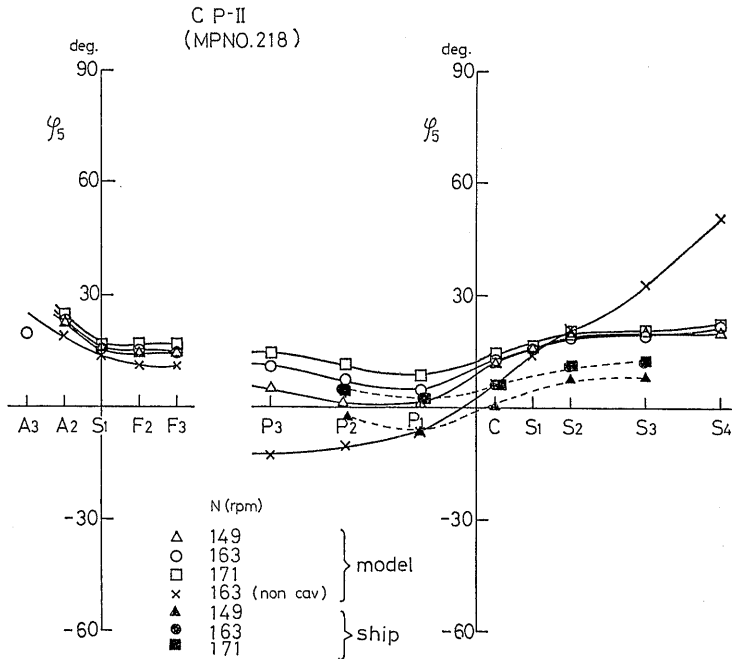 C P-II
(MPNO.218)
deg.
90
φ5
60
30
A3 A2 S1 F2 F3
-30
-60
deg.
90
φ5
60
30
P3 P2 P1 C S1 S2 S3 S4
-30
-60
N (rpm)
149
163
171
163 (non cav)
model
149
163
171
ship